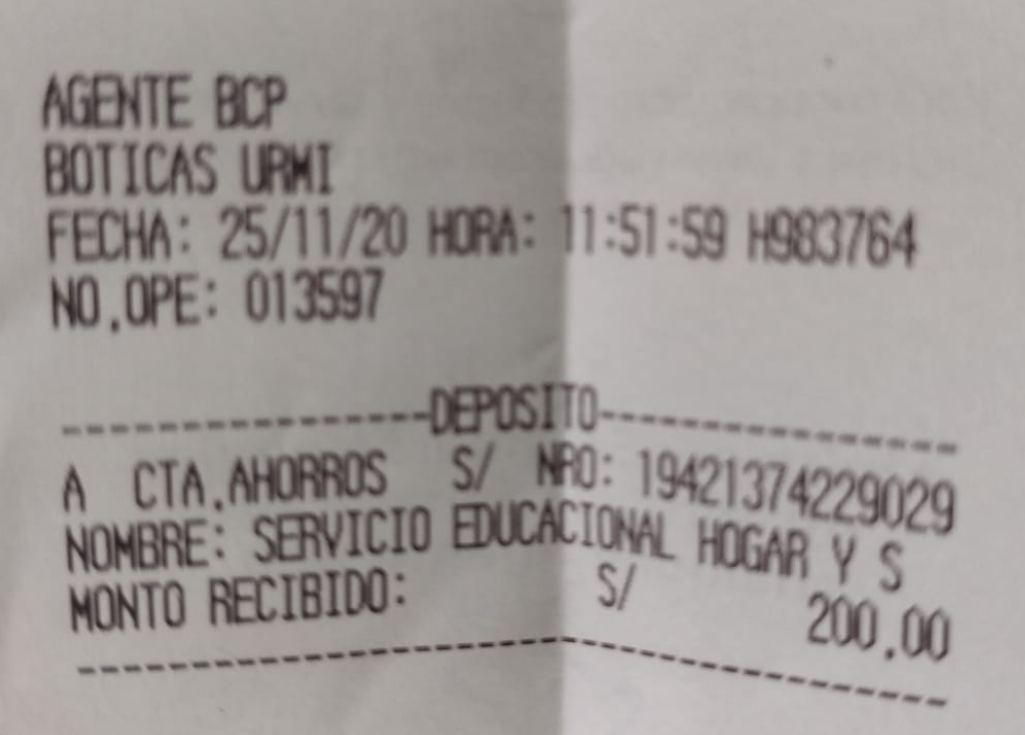 AGENTE BCP
BOTICAS URMI
FECHA: 25/11/20 HORA: 11:51:59 H983764
NO.OPE: 013597
----------------DEPOSITO----------------
A CTA.AHORROS S/ NRO: 19421374229029
NOMBRE: SERVICIO EDUCACIONAL HOGAR Y S
MONTO RECIBIDO: S/ 200.00
----------------------------------------